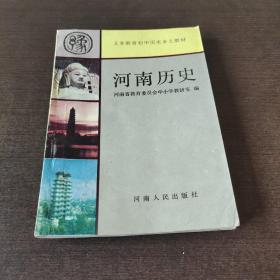 豫
义务教育初中历史乡土教材
河南历史
河南省教育委员会中小学教研室 编
河南人民出版社